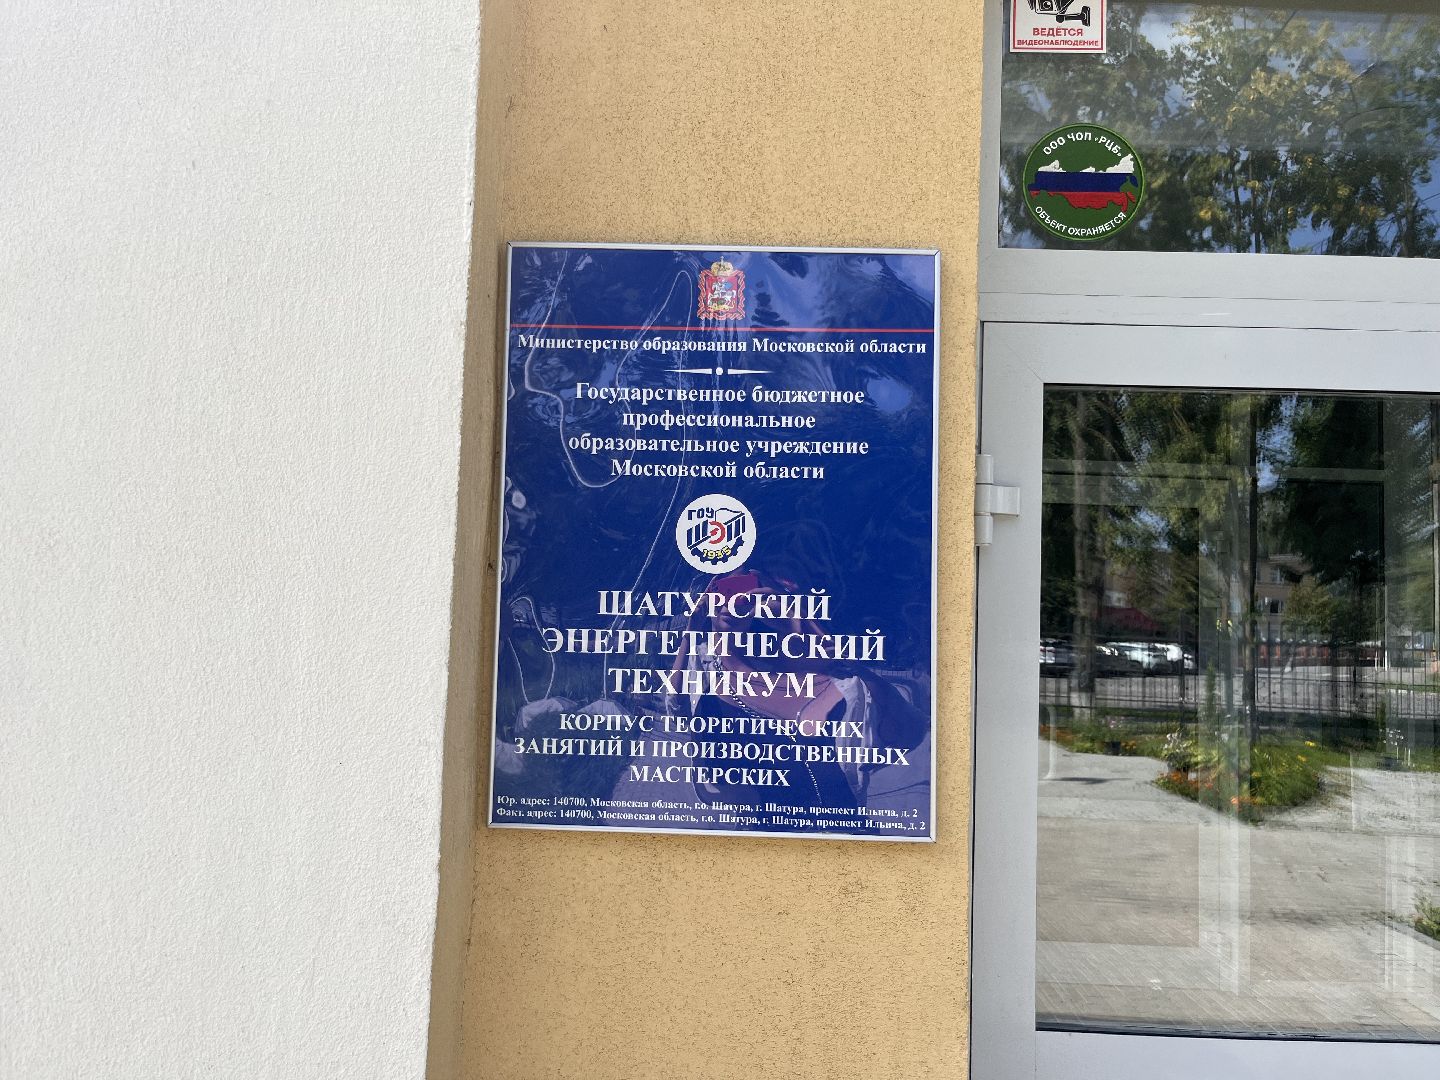 ВЕДЁТСЯ
ВИДЕОНАБЛЮДЕНИЕ
ООО ЧОП «РЦБ»
ОБЪЕКТ ОХРАНЯЕТСЯ
Министерство образования Московской области
Государственное бюджетное
профессиональное
образовательное учреждение
Московской области
ГОУ
ШЭТ
1935
ШАТУРСКИЙ
ЭНЕРГЕТИЧЕСКИЙ
ТЕХНИКУМ
КОРПУС ТЕОРЕТИЧЕСКИХ
ЗАНЯТИЙ И ПРОИЗВОДСТВЕННЫХ
МАСТЕРСКИХ
Юр. адрес: 140700, Московская область, г.о. Шатура, г. Шатура, проспект Ильича, д. 2
Факт. адрес: 140700, Московская область, г.о. Шатура, г. Шатура, проспект Ильича, д. 2